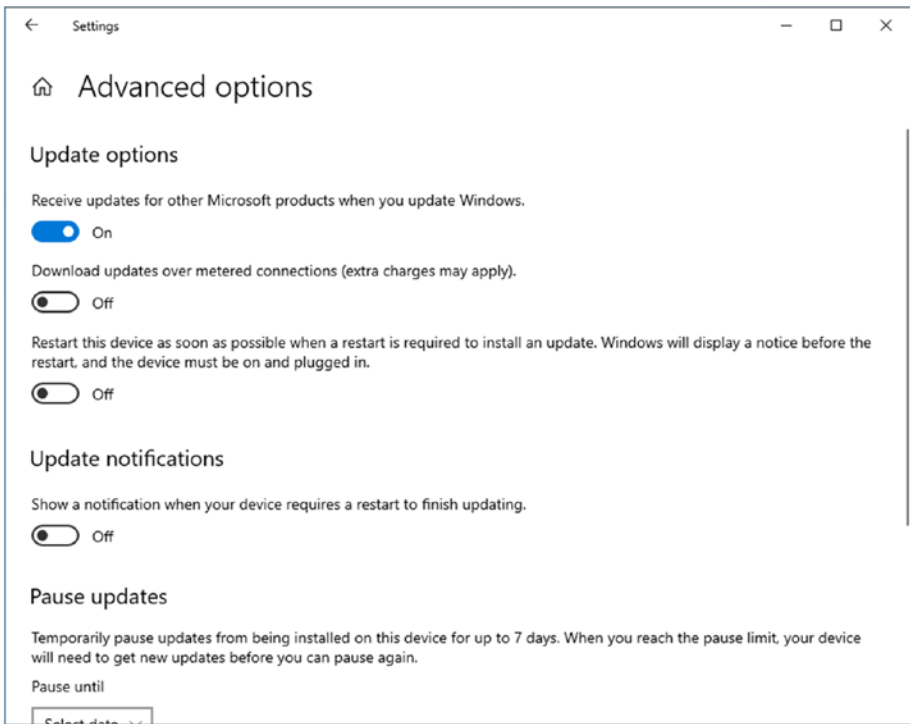 Settings
Advanced options
Update options
Receive updates for other Microsoft products when you update Windows.
On
Download updates over metered connections (extra charges may apply).
Off
Restart this device as soon as possible when a restart is required to install an update. Windows will display a notice before the
restart, and the device must be on and plugged in.
Off
Update notifications
Show a notification when your device requires a restart to finish updating.
Off
Pause updates
Temporarily pause updates from being installed on this device for up to 7 days. When you reach the pause limit, your device
will need to get new updates before you can pause again.
Pause until
Select date